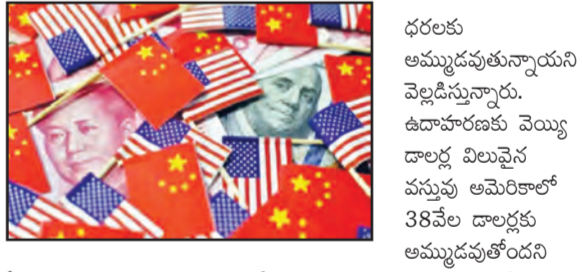 ధరలకు
అమ్ముడవుతున్నాయని
వెల్లడిస్తున్నారు.
ఉదాహరణకు వెయ్యి
డాలర్ల విలువైన
వస్తువు అమెరికాలో
38వేల డాలర్లకు
అమ్ముడవుతోందని